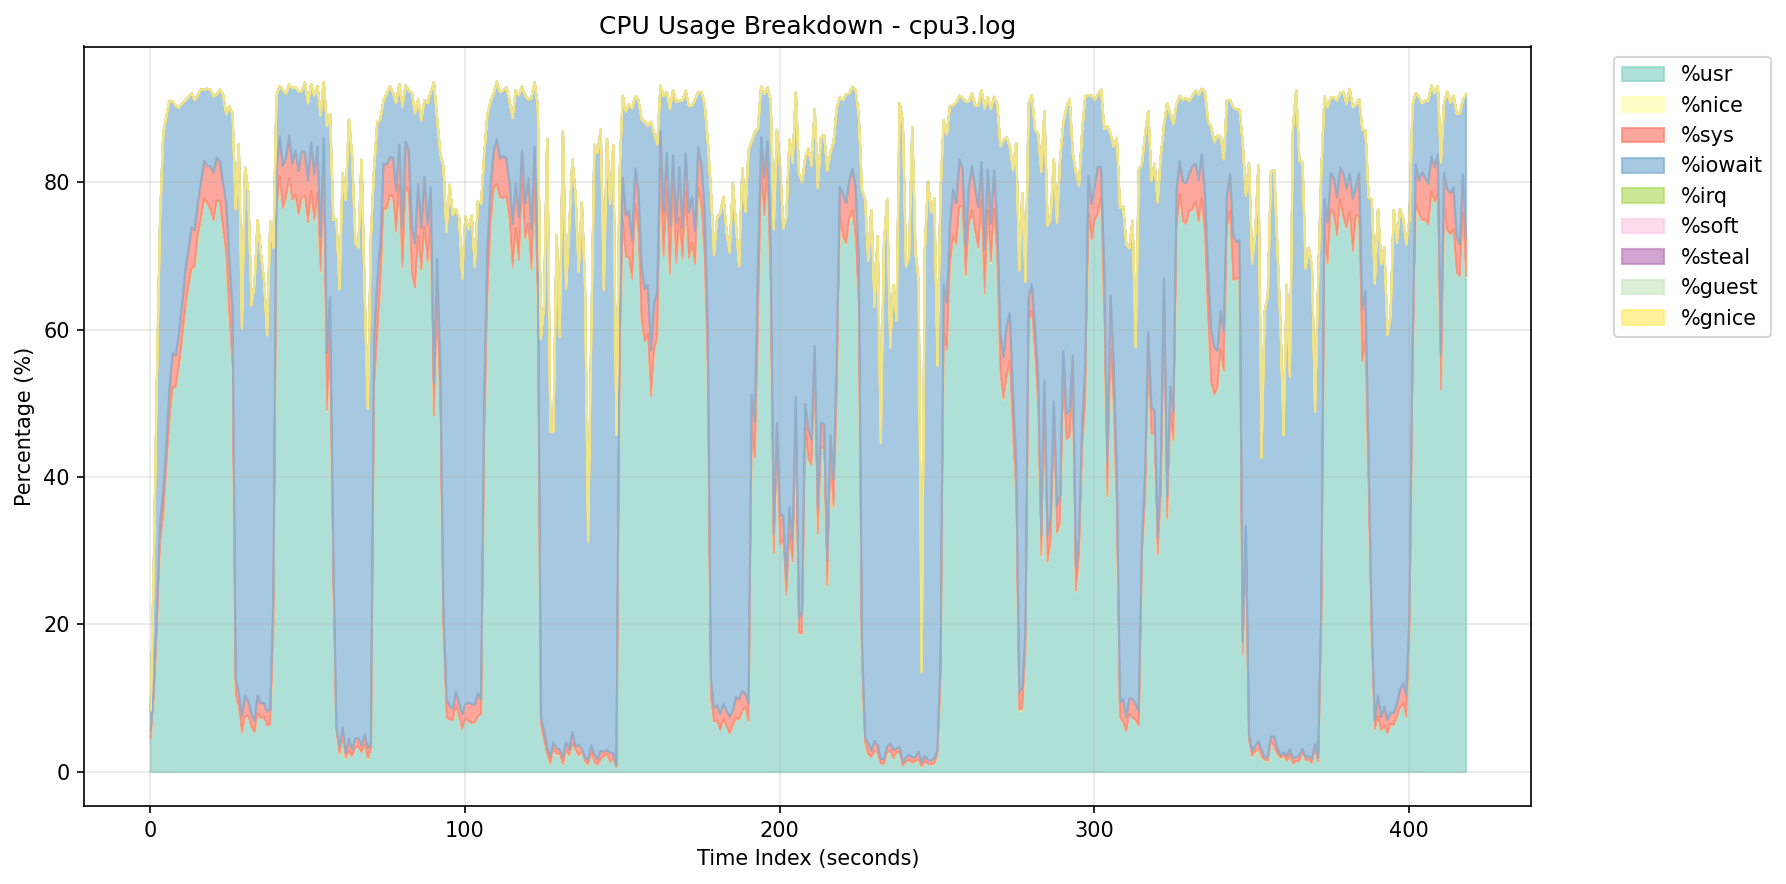 CPU Usage Breakdown - cpu3.log
Percentage (%)
80
60
40
20
0
0 100 200 300 400
Time Index (seconds)
%usr
%nice
%sys
%iowait
%irq
%soft
%steal
%guest
%gnice